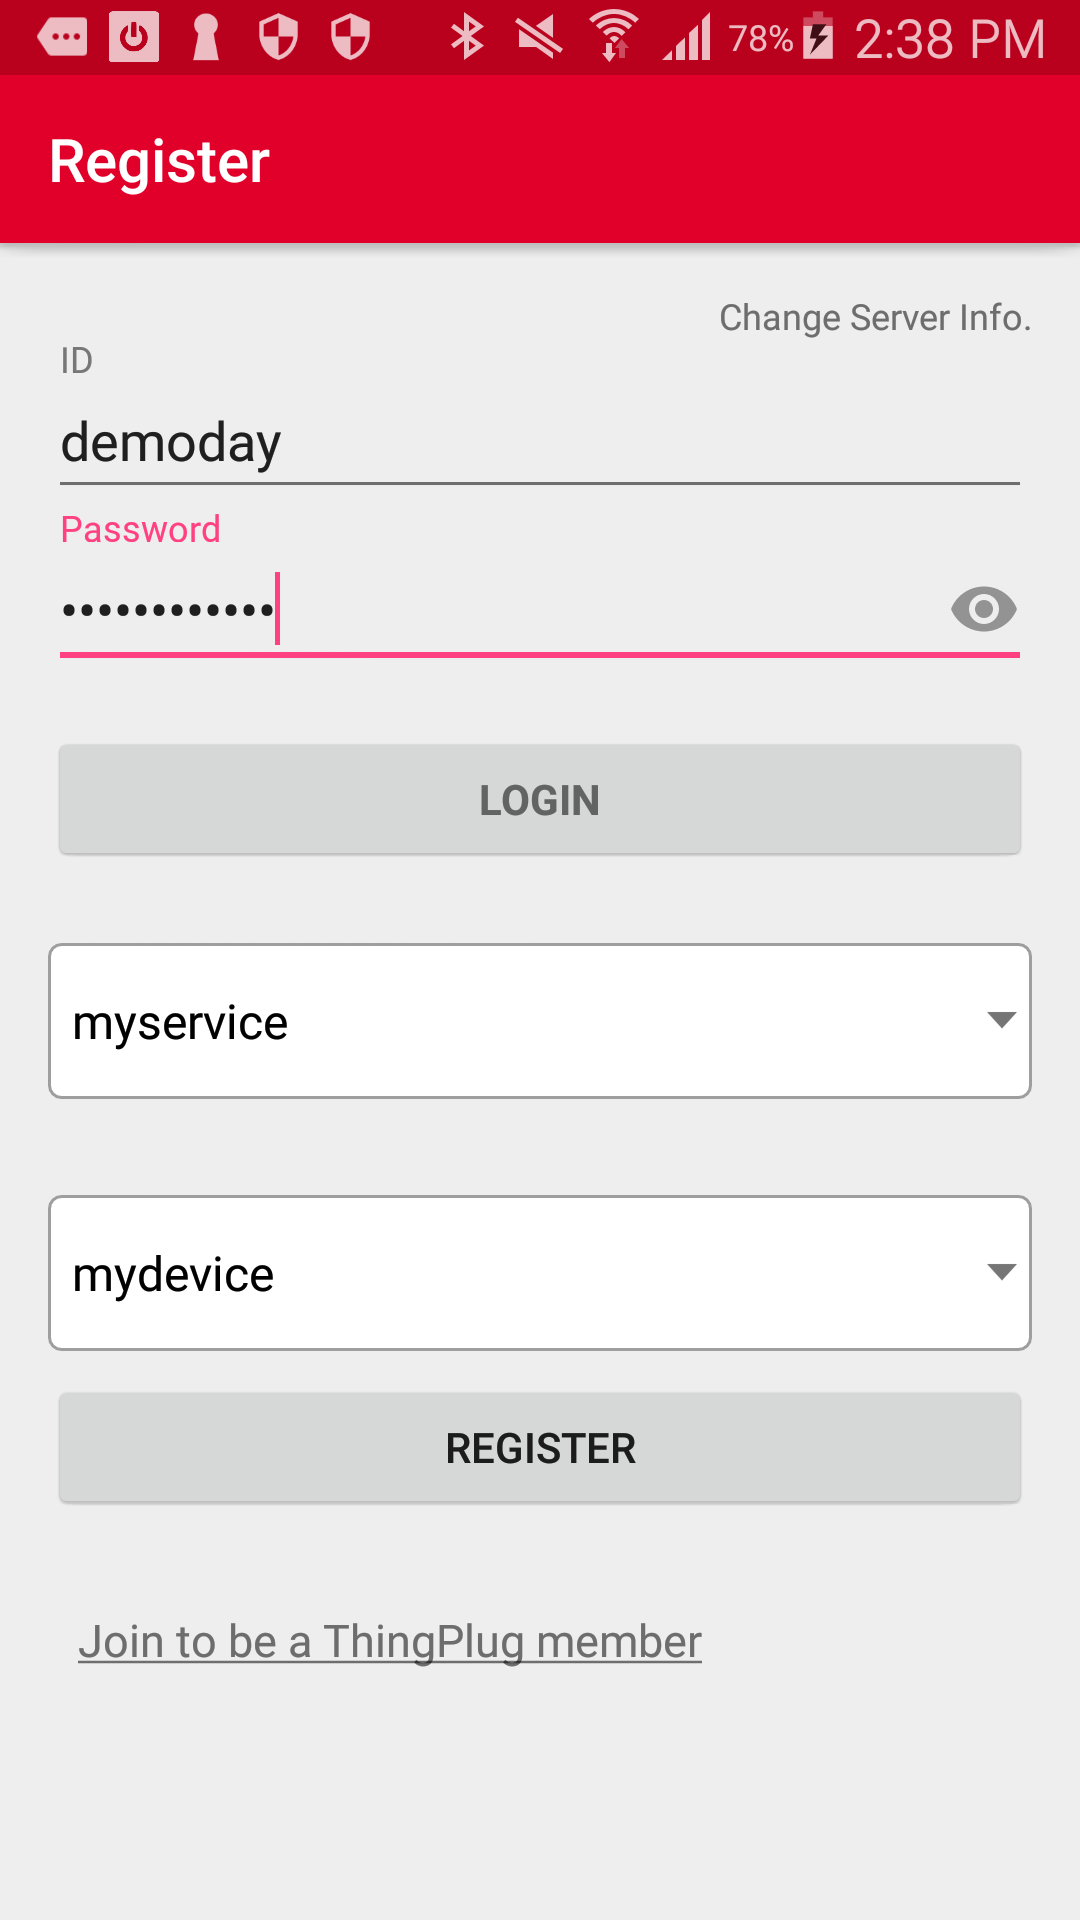 78% 2:38 PM
Register
Change Server Info.
ID
demoday
Password
••••••••••••
LOGIN
myservice
mydevice
REGISTER
Join to be a ThingPlug member